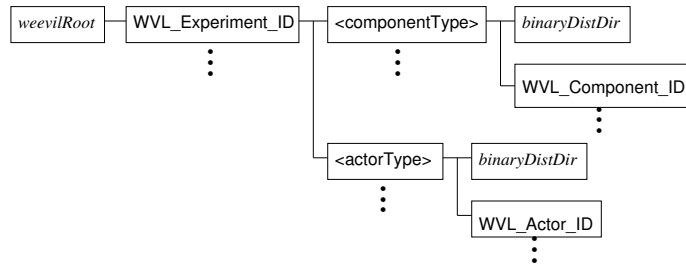 weevilRoot
WVL_Experiment_ID
<componentType>
binaryDistDir
WVL_Component_ID
<actorType>
binaryDistDir
WVL_Actor_ID